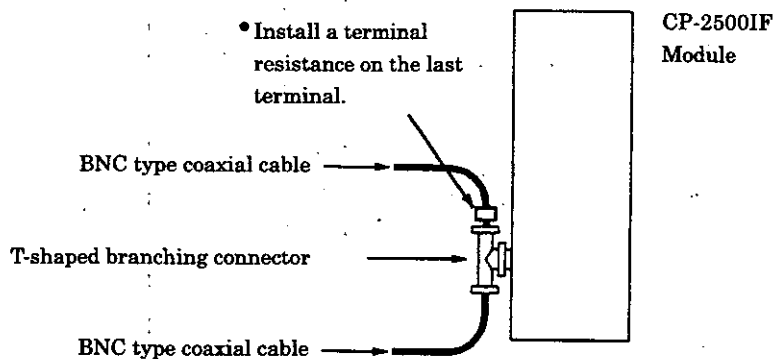 • Install a terminal
resistance on the last
terminal.
CP-2500IF
Module
BNC type coaxial cable
T-shaped branching connector
BNC type coaxial cable